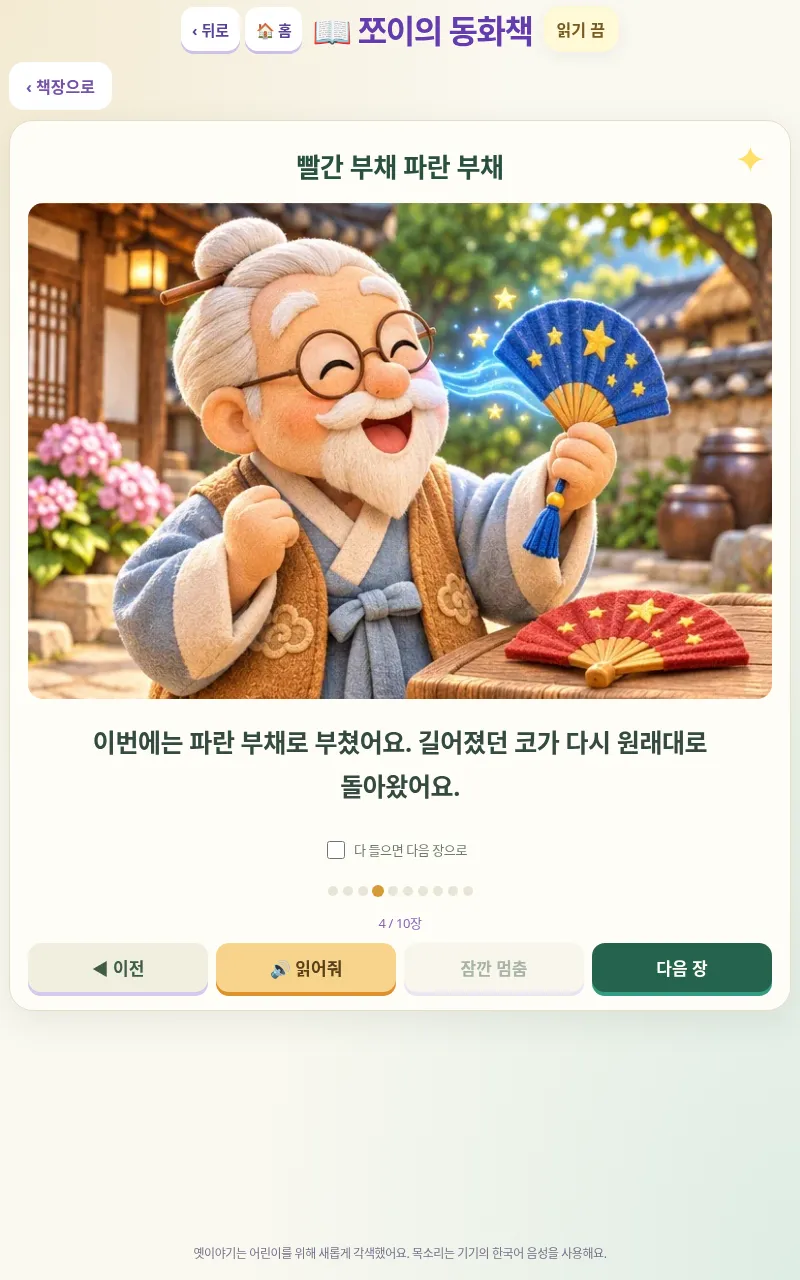 ‹ 뒤로
🏠 홈
📖 쪼이의 동화책
읽기 끝
‹ 책장으로
빨간 부채 파란 부채
이번에는 파란 부채로 부쳤어요. 길어졌던 코가 다시 원래대로
돌아왔어요.
다 들으면 다음 장으로
4 / 10장
◀ 이전
🔊 읽어줘
잠깐 멈춤
다음 장
옛이야기는 어린이를 위해 새롭게 각색했어요. 목소리는 기기의 한국어 음성을 사용해요.